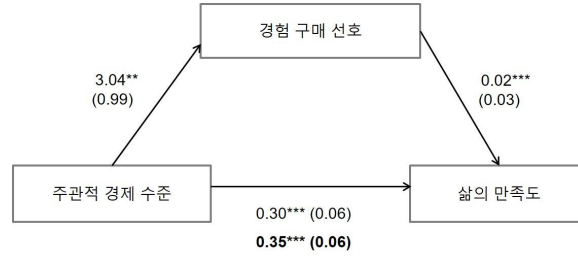 경험 구매 선호
3.04**
(0.99)
0.02***
(0.03)
주관적 경제 수준
삶의 만족도
0.30*** (0.06)
0.35*** (0.06)